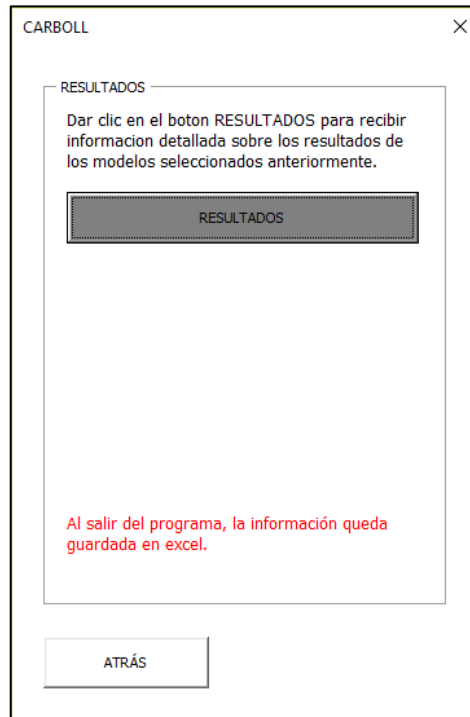 CARBOLL
RESULTADOS
Dar clic en el boton RESULTADOS para recibir
informacion detallada sobre los resultados de
los modelos seleccionados anteriormente.
RESULTADOS
Al salir del programa, la información queda
guardada en excel.
ATRÁS